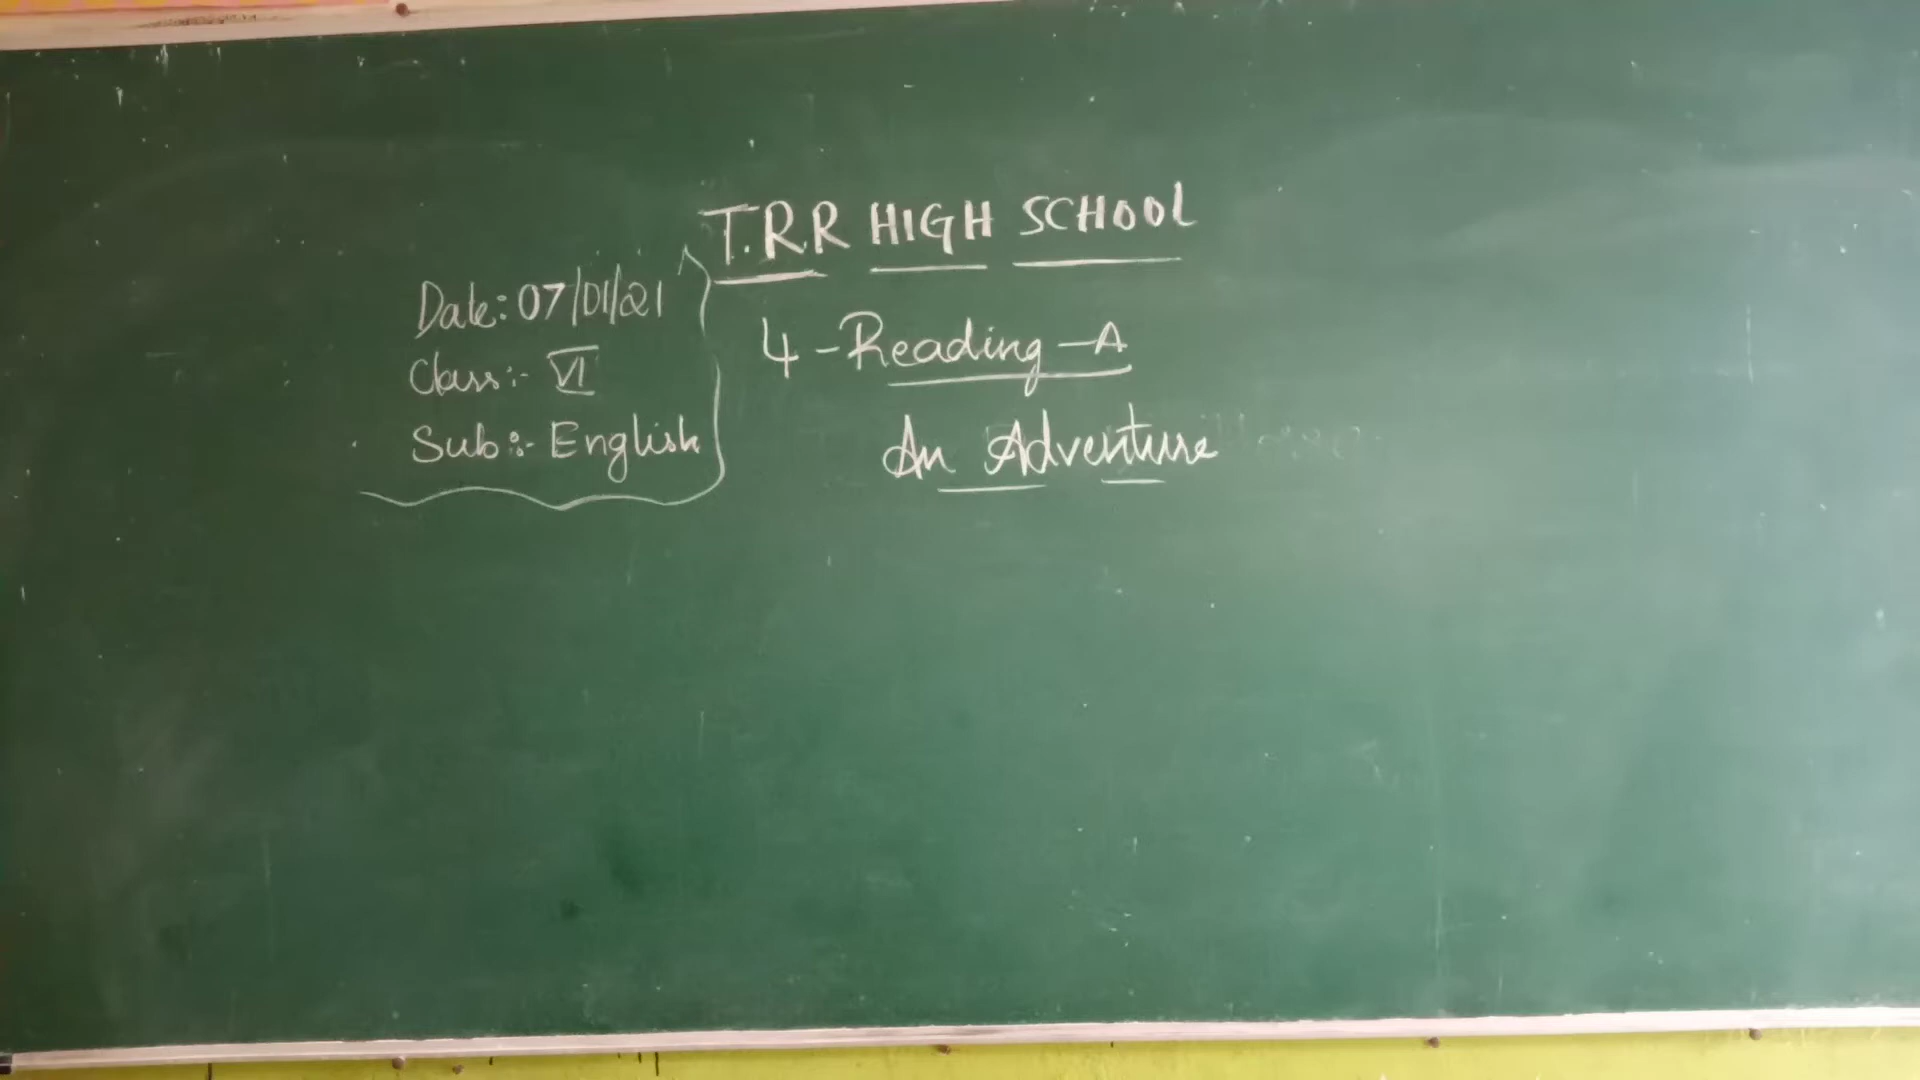 T.R.R HIGH SCHOOL
Date: 07/01/21
Class:- VI
Sub:- English
4 - Reading - A
An Adventure